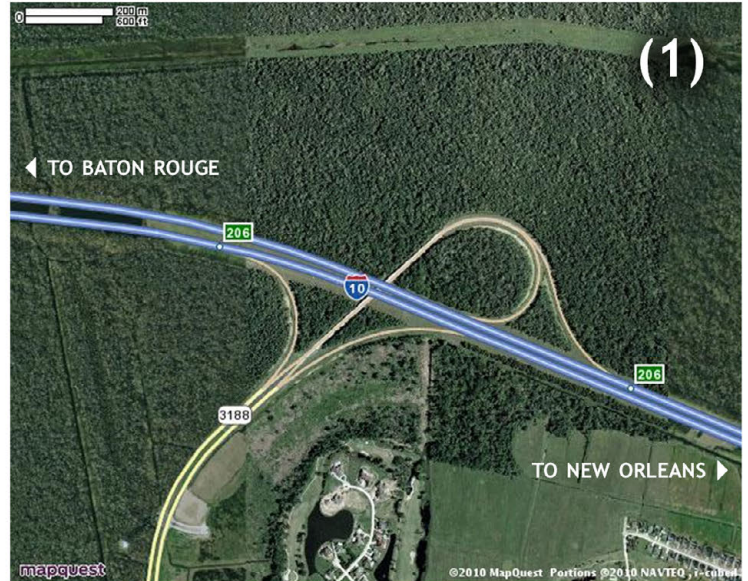 0 200 m
600 ft
(1)
TO BATON ROUGE
206
10
206
3188
TO NEW ORLEANS
mapquest
©2010 MapQuest Portions ©2010 NAVTEQ, i-cubed